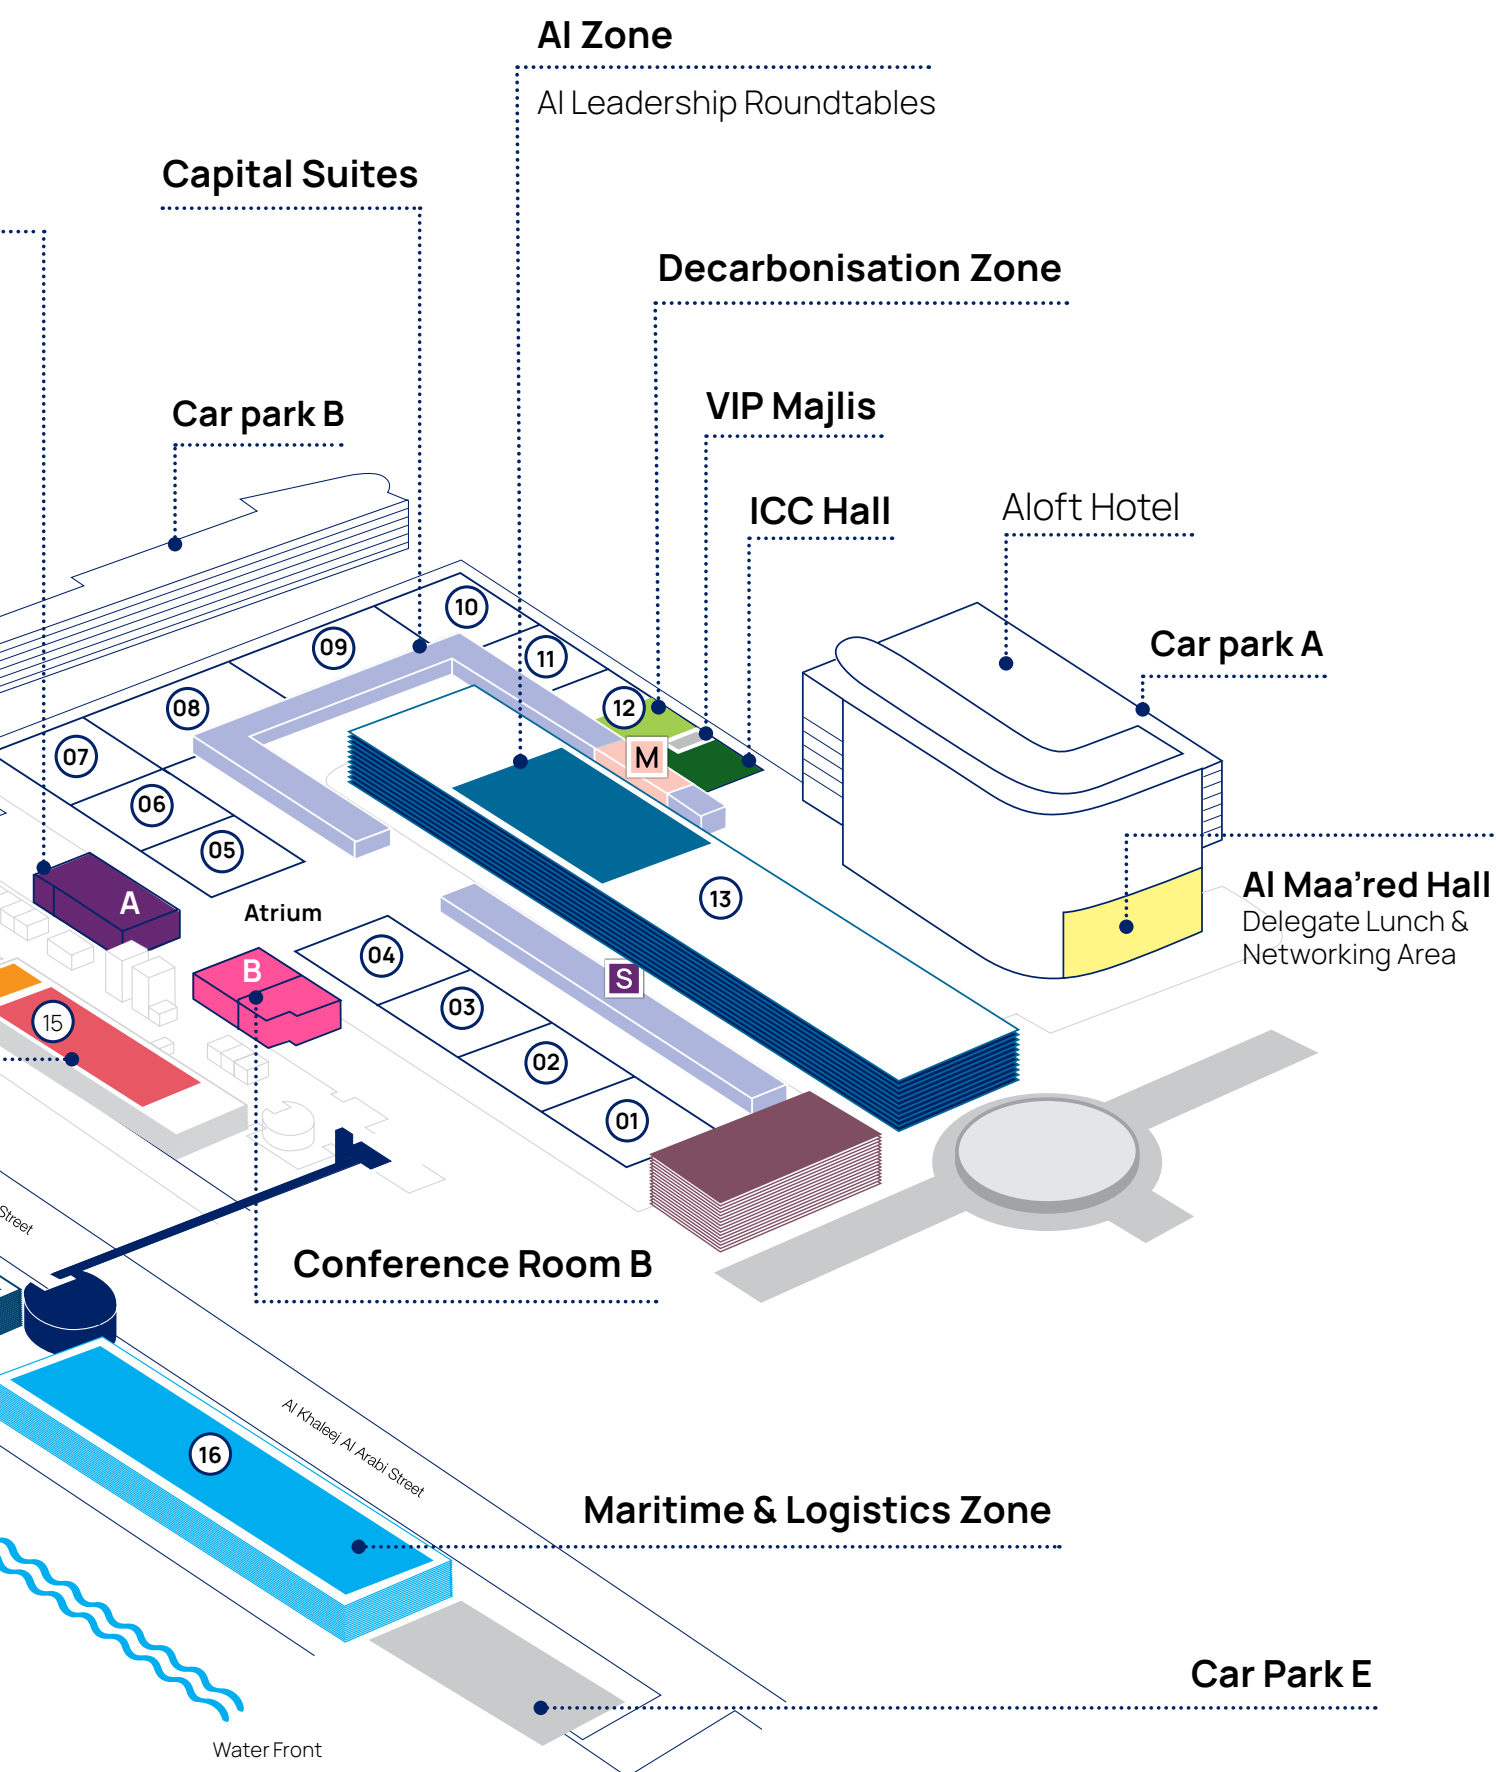 AI Zone
AI Leadership Roundtables
Capital Suites
Decarbonisation Zone
VIP Majlis
Car park B
ICC Hall
Aloft Hotel
Car park A
10
09
11
08
12
07
M
06
05
Al Maa'red Hall
Delegate Lunch &
Networking Area
A
13
Atrium
04
B
S
03
15
02
01
Street
Conference Room B
Al Khaleej Al Arabi Street
16
Maritime & Logistics Zone
Car Park E
Water Front